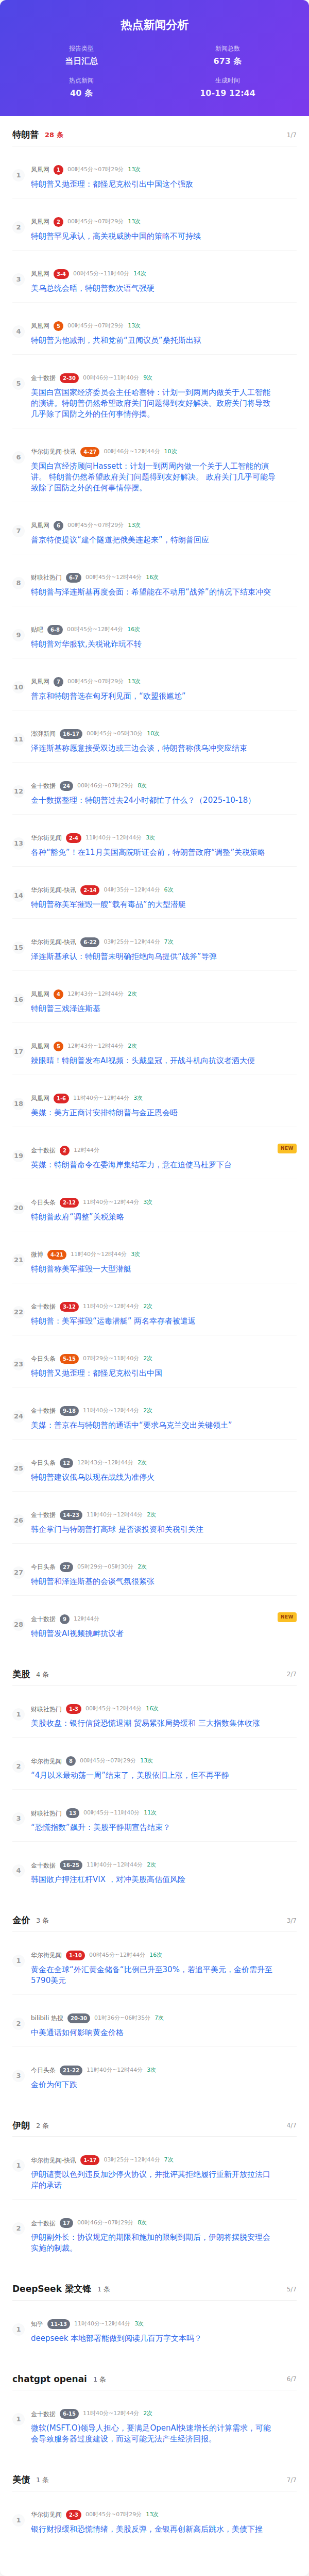 热点新闻分析
报告类型 新闻总数
当日汇总 673 条
热点新闻 生成时间
40 条 10-19 12:44
特朗普 28 条 1/7
1 凤凰网 1 00时45分~07时29分 13次
特朗普又抛歪理：都怪尼克松引出中国这个强敌
2 凤凰网 2 00时45分~07时29分 13次
特朗普罕见承认，高关税威胁中国的策略不可持续
3 凤凰网 3-4 00时45分~11时40分 14次
美乌总统会晤，特朗普数次语气强硬
4 凤凰网 5 00时45分~07时29分 13次
特朗普为他减刑，共和党前“丑闻议员”桑托斯出狱
5 金十数据 2-30 00时46分~11时40分 9次
美国白宫国家经济委员会主任哈塞特：计划一到两周内做关于人工智能
的演讲。特朗普仍然希望政府关门问题得到友好解决。政府关门将导致
几乎除了国防之外的任何事情停摆。
6 华尔街见闻-快讯 4-27 00时46分~12时44分 10次
美国白宫经济顾问Hassett：计划一到两周内做一个关于人工智能的演
讲。 特朗普仍然希望政府关门问题得到友好解决。 政府关门几乎可能导
致除了国防之外的任何事情停摆。
7 凤凰网 6 00时45分~07时29分 13次
普京特使提议“建个隧道把俄美连起来”，特朗普回应
8 财联社热门 6-7 00时45分~12时44分 16次
特朗普与泽连斯基再度会面：希望能在不动用“战斧”的情况下结束冲突
9 贴吧 6-8 00时45分~12时44分 16次
特朗普对华服软,关税讹诈玩不转
10 凤凰网 7 00时45分~07时29分 13次
普京和特朗普选在匈牙利见面，“欧盟很尴尬”
11 澎湃新闻 16-17 00时45分~05时30分 10次
泽连斯基称愿意接受双边或三边会谈，特朗普称俄乌冲突应结束
12 金十数据 24 00时46分~07时29分 8次
金十数据整理：特朗普过去24小时都忙了什么？（2025-10-18）
13 华尔街见闻 2-4 11时40分~12时44分 3次
各种“豁免”！在11月美国高院听证会前，特朗普政府“调整”关税策略
14 华尔街见闻-快讯 2-14 04时35分~12时44分 6次
特朗普称美军摧毁一艘“载有毒品”的大型潜艇
15 华尔街见闻-快讯 6-22 03时25分~12时44分 7次
泽连斯基承认：特朗普未明确拒绝向乌提供“战斧”导弹
16 凤凰网 4 12时43分~12时44分 2次
特朗普三戏泽连斯基
17 凤凰网 5 12时43分~12时44分 2次
辣眼睛！特朗普发布AI视频：头戴皇冠，开战斗机向抗议者洒大便
18 凤凰网 1-6 11时40分~12时44分 3次
美媒：美方正商讨安排特朗普与金正恩会晤
19 金十数据 2 12时44分 NEW
英媒：特朗普命令在委海岸集结军力，意在迫使马杜罗下台
20 今日头条 2-12 11时40分~12时44分 3次
特朗普政府“调整”关税策略
21 微博 4-21 11时40分~12时44分 3次
特朗普称美军摧毁一大型潜艇
22 金十数据 3-12 11时40分~12时44分 2次
特朗普：美军摧毁“运毒潜艇” 两名幸存者被遣返
23 今日头条 5-15 07时29分~11时40分 2次
特朗普又抛歪理：都怪尼克松引出中国
24 金十数据 9-18 11时40分~12时44分 2次
美媒：普京在与特朗普的通话中“要求乌克兰交出关键领土”
25 今日头条 12 12时43分~12时44分 2次
特朗普建议俄乌以现在战线为准停火
26 金十数据 14-23 11时40分~12时44分 2次
韩企掌门与特朗普打高球 是否谈投资和关税引关注
27 今日头条 27 05时29分~05时30分 2次
特朗普和泽连斯基的会谈气氛很紧张
28 金十数据 9 12时44分 NEW
特朗普发AI视频挑衅抗议者
美股 4 条 2/7
1 财联社热门 1-3 00时45分~12时44分 16次
美股收盘：银行信贷恐慌退潮 贸易紧张局势缓和 三大指数集体收涨
2 华尔街见闻 8 00时45分~07时29分 13次
“4月以来最动荡一周”结束了，美股依旧上涨，但不再平静
3 财联社热门 13 00时45分~11时40分 11次
“恐慌指数”飙升：美股平静期宣告结束？
4 金十数据 16-25 11时40分~12时44分 2次
韩国散户押注杠杆VIX ，对冲美股高估值风险
金价 3 条 3/7
1 华尔街见闻 1-10 00时45分~12时44分 16次
黄金在全球“外汇黄金储备”比例已升至30%，若追平美元，金价需升至
5790美元
2 bilibili 热搜 20-30 01时36分~06时35分 7次
中美通话如何影响黄金价格
3 今日头条 21-22 11时40分~12时44分 3次
金价为何下跌
伊朗 2 条 4/7
1 华尔街见闻-快讯 1-17 03时25分~12时44分 7次
伊朗谴责以色列违反加沙停火协议，并批评其拒绝履行重新开放拉法口
岸的承诺
2 金十数据 17 00时46分~07时29分 8次
伊朗副外长：协议规定的期限和施加的限制到期后，伊朗将摆脱安理会
实施的制裁。
DeepSeek 梁文锋 1 条 5/7
1 知乎 11-13 11时40分~12时44分 3次
deepseek 本地部署能做到阅读几百万字文本吗？
chatgpt openai 1 条 6/7
1 金十数据 6-15 11时40分~12时44分 2次
微软(MSFT.O)领导人担心，要满足OpenAI快速增长的计算需求，可能
会导致服务器过度建设，而这可能无法产生经济回报。
美债 1 条 7/7
1 华尔街见闻 2-3 00时45分~07时29分 13次
银行财报缓和恐慌情绪，美股反弹，金银再创新高后跳水，美债下挫